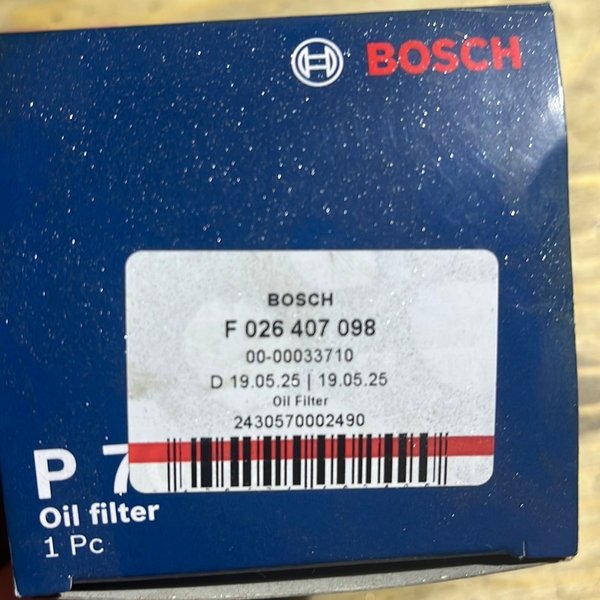 BOSCH
BOSCH
F 026 407 098
00-00033710
D 19.05.25 | 19.05.25
Oil Filter
2430570002490
P 7
Oil filter
1 Pc